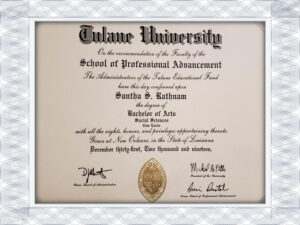 Tulane University
On the recommendation of the Faculty of the
School of Professional Advancement
The Administrators of the Tulane Educational Fund
have this day conferred upon
Santha S. Rathnam
the degree of
Bachelor of Arts
Social Sciences
Cum Laude
with all the rights, honors, and privileges appertaining thereto.
Given at New Orleans, in the State of Louisiana
December thirty-first, Two thousand and nineteen.